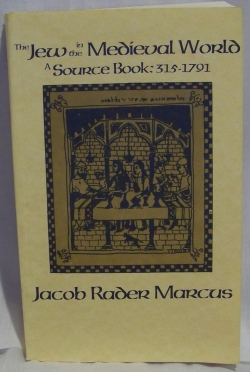 The Jew in the Medieval World
A Source Book: 315-1791
Jacob Rader Marcus